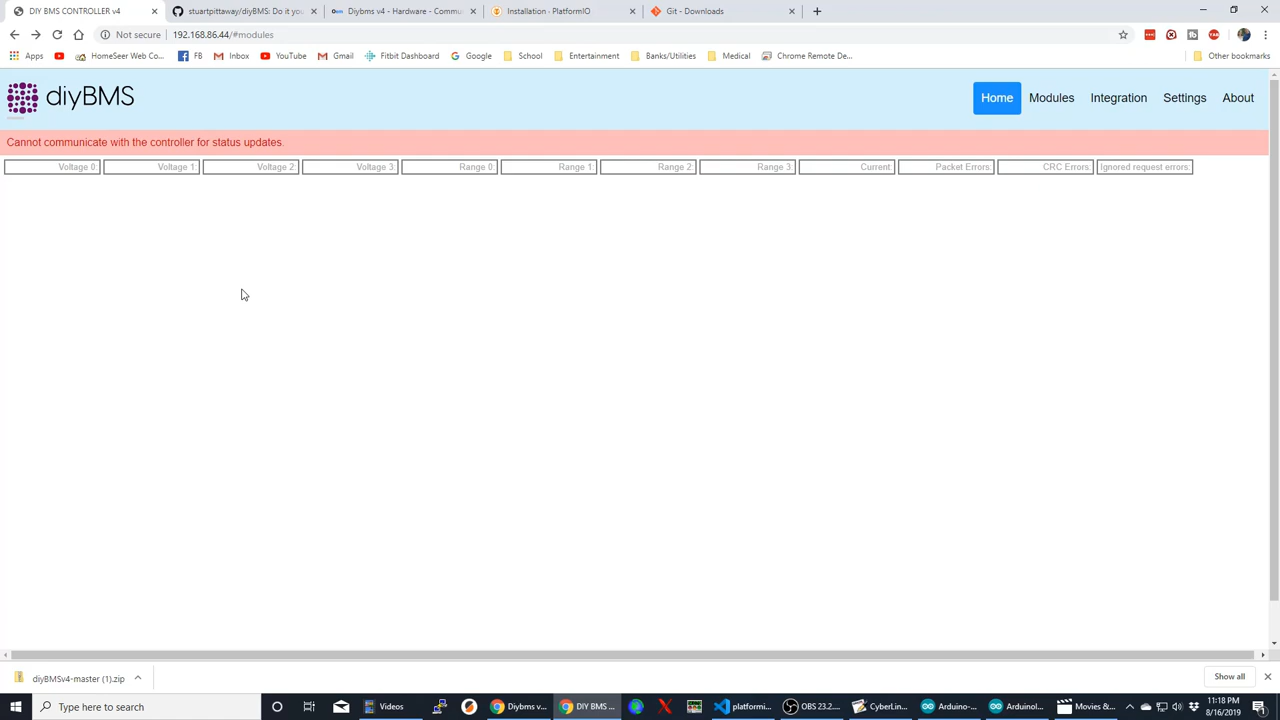 DIY BMS CONTROLLER v4
stuartpittaway/diyBMS: Do it you
Diybms v4 - Hardware - Commu
Installation - PlatformIO
Git - Downloads
Not secure
192.168.86.44/#modules
Apps
HomeSeer Web Co...
FB
Inbox
YouTube
Gmail
Fitbit Dashboard
Google
School
Entertainment
Banks/Utilities
Medical
Chrome Remote De...
Other bookmarks
diyBMS
Home
Modules
Integration
Settings
About
Cannot communicate with the controller for status updates.
Voltage 0:
Voltage 1:
Voltage 2:
Voltage 3:
Range 0:
Range 1:
Range 2:
Range 3:
Current:
Packet Errors:
CRC Errors:
Ignored request errors:
diyBMSv4-master (1).zip
Show all
Type here to search
Videos
Diybms v...
DIY BMS ...
platformi...
OBS 23.2...
CyberLin...
Arduino-...
Arduinol...
Movies &...
11:18 PM
8/16/2019